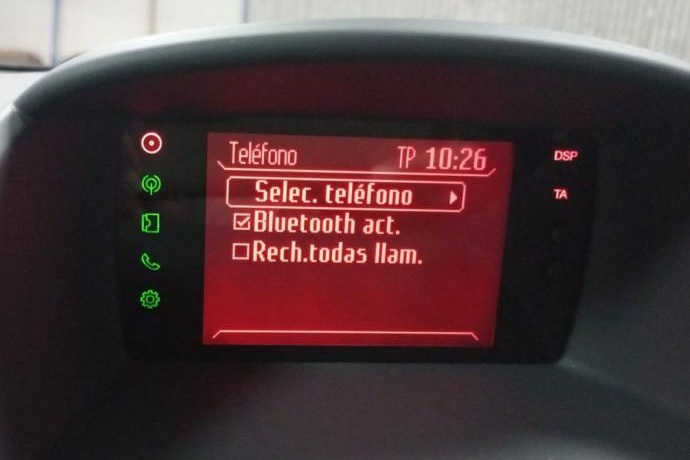 Teléfono TP 10:26
Selec. teléfono
Bluetooth act.
Rech.todas llam.
DSP
TA